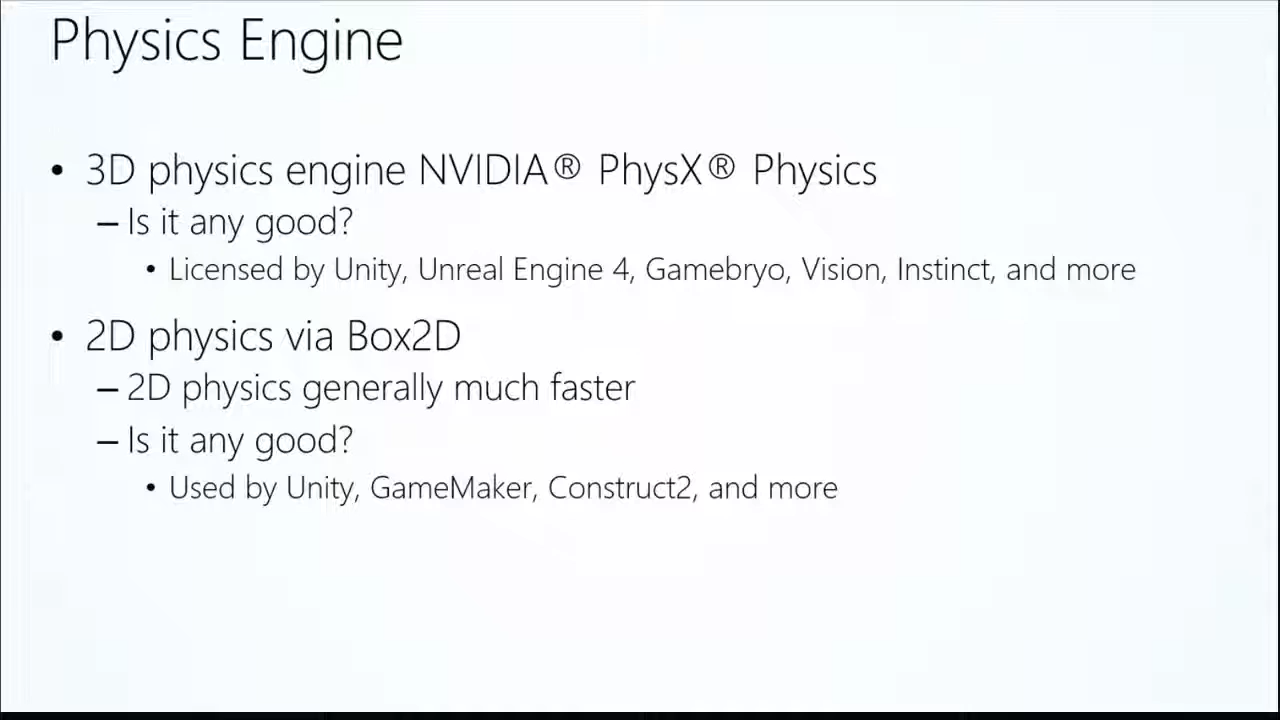 Physics Engine
• 3D physics engine NVIDIA® PhysX® Physics
– Is it any good?
• Licensed by Unity, Unreal Engine 4, Gamebryo, Vision, Instinct, and more
• 2D physics via Box2D
– 2D physics generally much faster
– Is it any good?
• Used by Unity, GameMaker, Construct2, and more